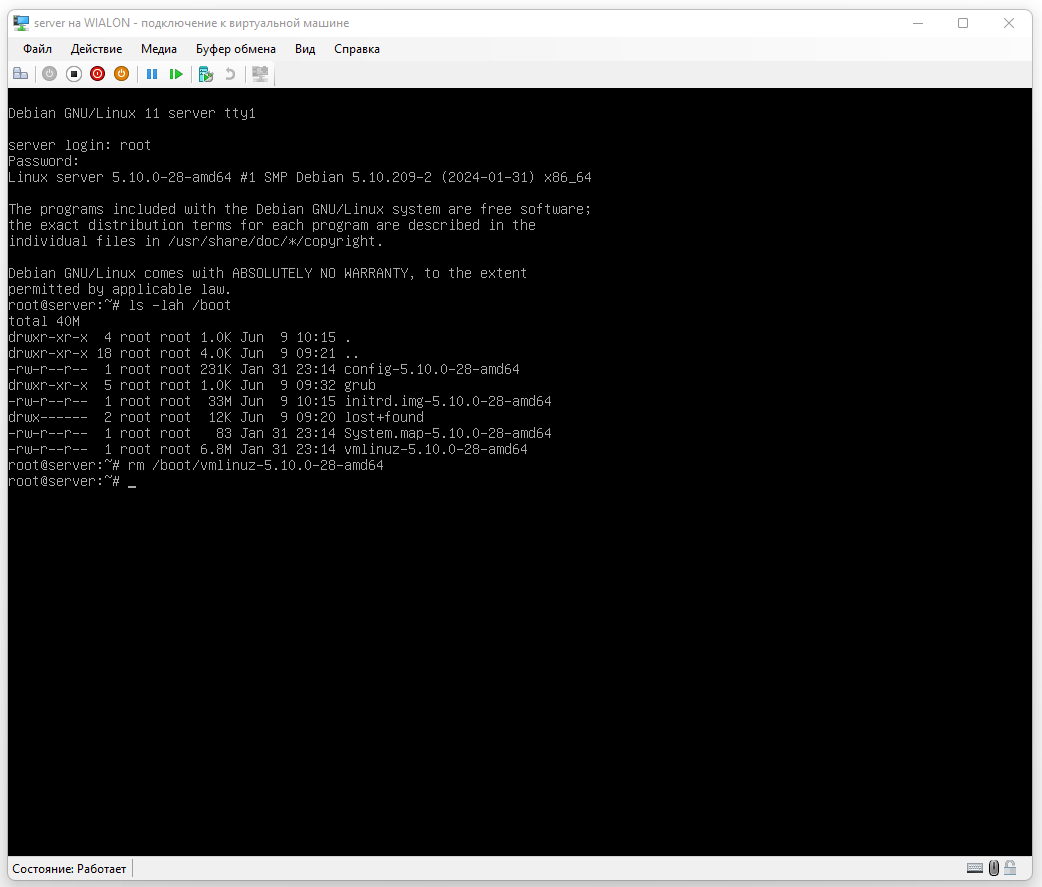 server на WIALON - подключение к виртуальной машине
Файл Действие Медиа Буфер обмена Вид Справка
Debian GNU/Linux 11 server tty1
server login: root
Password:
Linux server 5.10.0-28-amd64 #1 SMP Debian 5.10.209-2 (2024-01-31) x86_64
The programs included with the Debian GNU/Linux system are free software;
the exact distribution terms for each program are described in the
individual files in /usr/share/doc/*/copyright.
Debian GNU/Linux comes with ABSOLUTELY NO WARRANTY, to the extent
permitted by applicable law.
root@server:~# ls -lah /boot
total 40M
drwxr-xr-x  4 root root 1.0K Jun  9 10:15 .
drwxr-xr-x 18 root root 4.0K Jun  9 09:21 ..
-rw-r--r--  1 root root 231K Jan 31 23:14 config-5.10.0-28-amd64
drwxr-xr-x  5 root root 1.0K Jun  9 09:32 grub
-rw-r--r--  1 root root  33M Jun  9 10:15 initrd.img-5.10.0-28-amd64
drwx------  2 root root  12K Jun  9 09:20 lost+found
-rw-r--r--  1 root root   83 Jan 31 23:14 System.map-5.10.0-28-amd64
-rw-r--r--  1 root root 6.8M Jan 31 23:14 vmlinuz-5.10.0-28-amd64
root@server:~# rm /boot/vmlinuz-5.10.0-28-amd64
root@server:~# _
Состояние: Работает